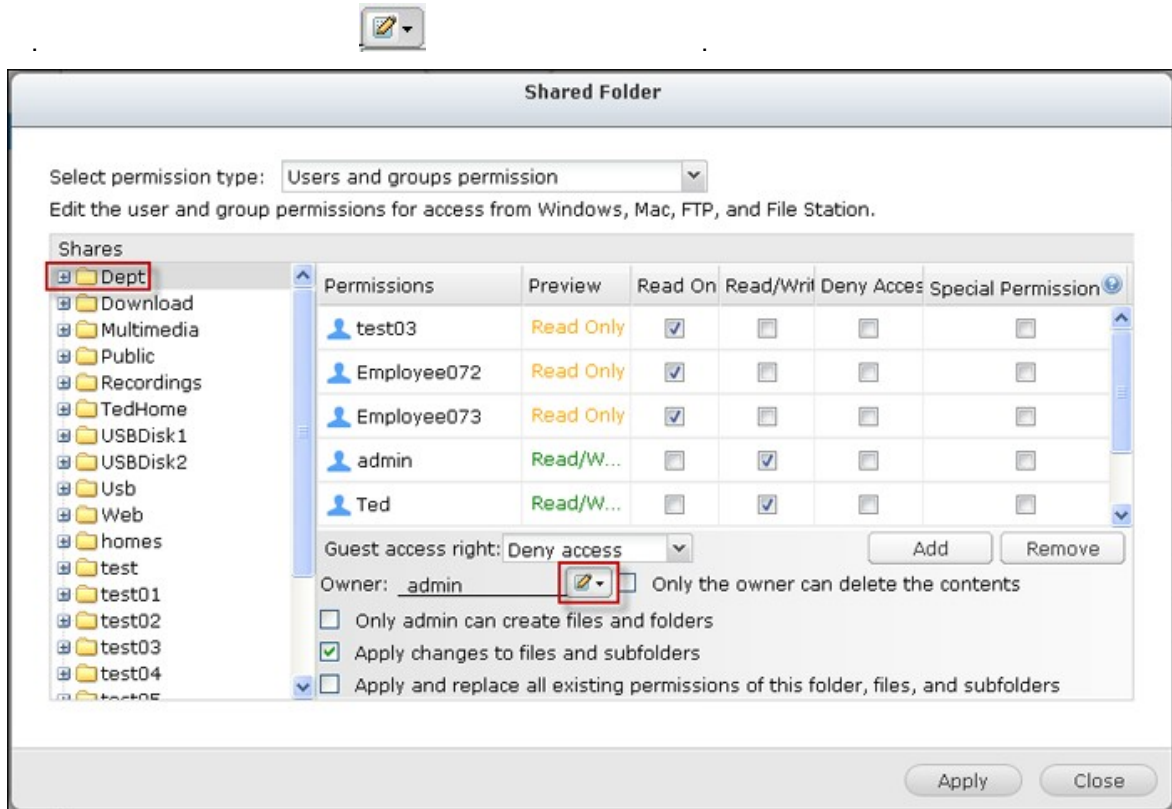 . .
Shared Folder
Select permission type: Users and groups permission
Edit the user and group permissions for access from Windows, Mac, FTP, and File Station.
Shares
Dept
Download
Multimedia
Public
Recordings
TedHome
USBDisk1
USBDisk2
Usb
Web
homes
test
test01
test02
test03
test04
Permissions Preview Read On Read/Writ Deny Acces Special Permission
test03 Read Only
Employee072 Read Only
Employee073 Read Only
admin Read/W...
Ted Read/W...
Guest access right: Deny access Add Remove
Owner: admin Only the owner can delete the contents
Only admin can create files and folders
Apply changes to files and subfolders
Apply and replace all existing permissions of this folder, files, and subfolders
Apply Close